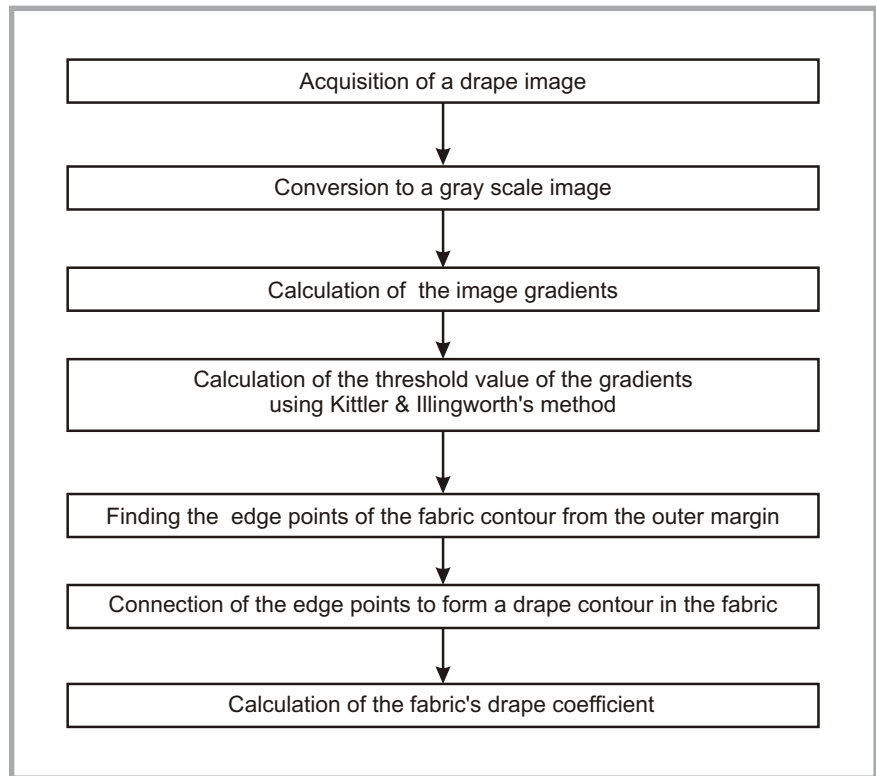 Acquisition of a drape image
Conversion to a gray scale image
Calculation of the image gradients
Calculation of the threshold value of the gradients
using Kittler & Illingworth's method
Finding the edge points of the fabric contour from the outer margin
Connection of the edge points to form a drape contour in the fabric
Calculation of the fabric's drape coefficient